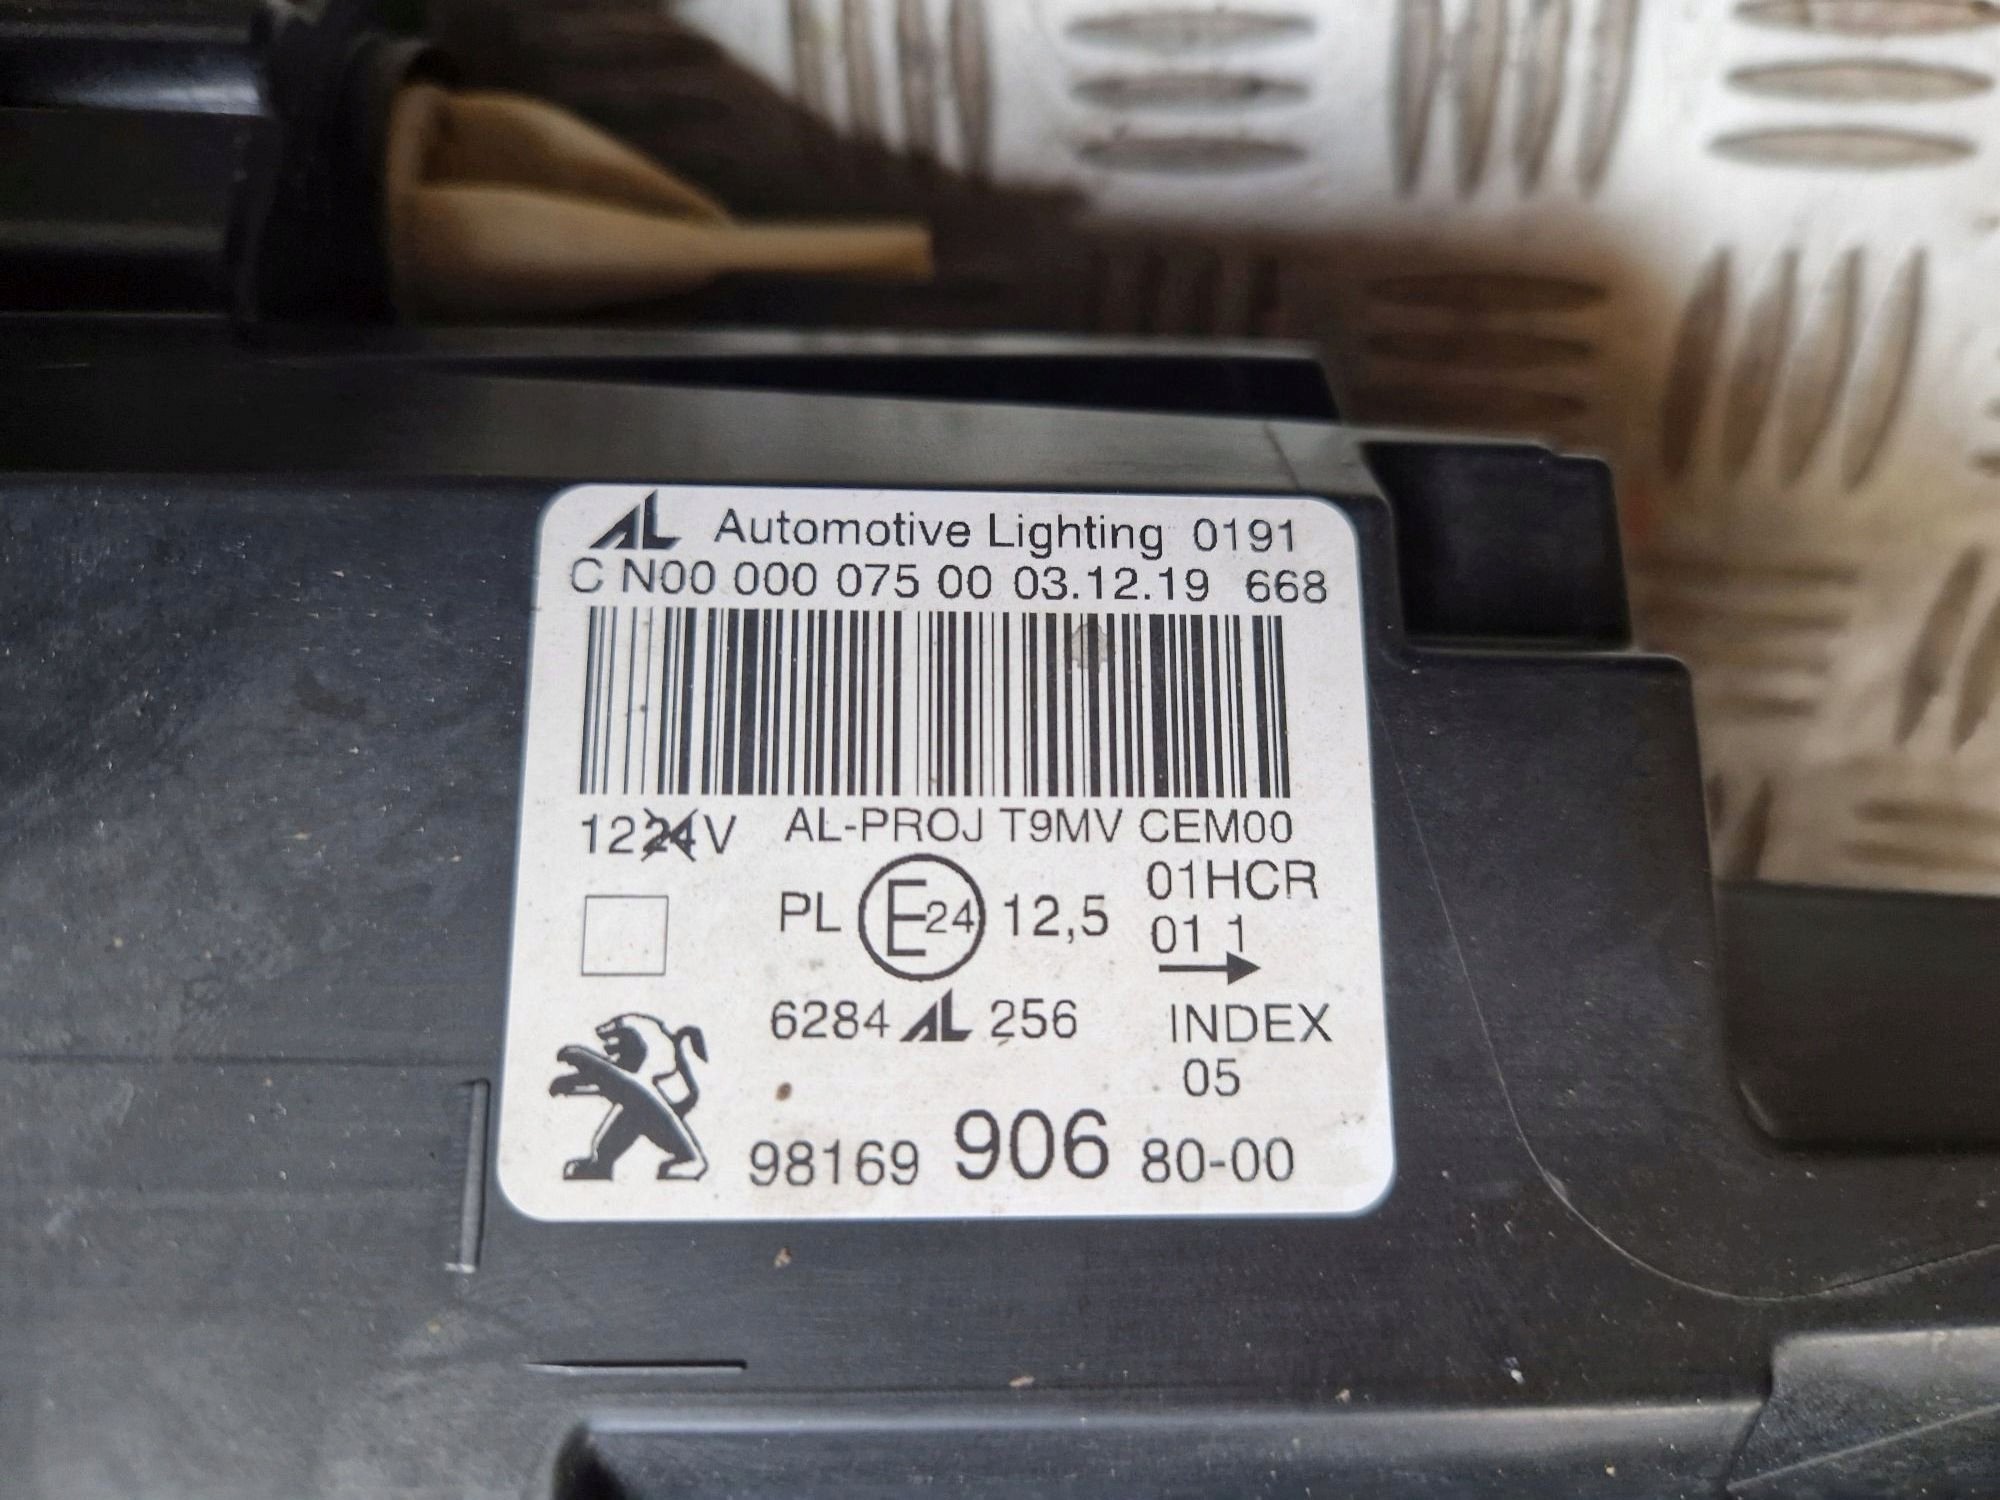 AL Automotive Lighting 0191
C N00 000 075 00 03.12.19 668
1224V AL-PROJ T9MV CEM00
PL E24 12,5 01HCR
01 1
6284 AL 256 INDEX
05
98169 906 80-00